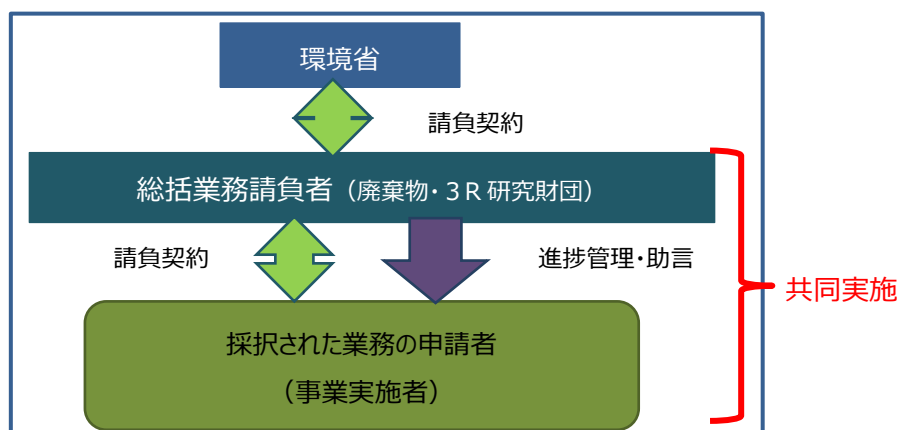 環境省
請負契約
総括業務請負者（廃棄物・３Ｒ研究財団）
請負契約
進捗管理・助言
共同実施
採択された業務の申請者
（事業実施者）